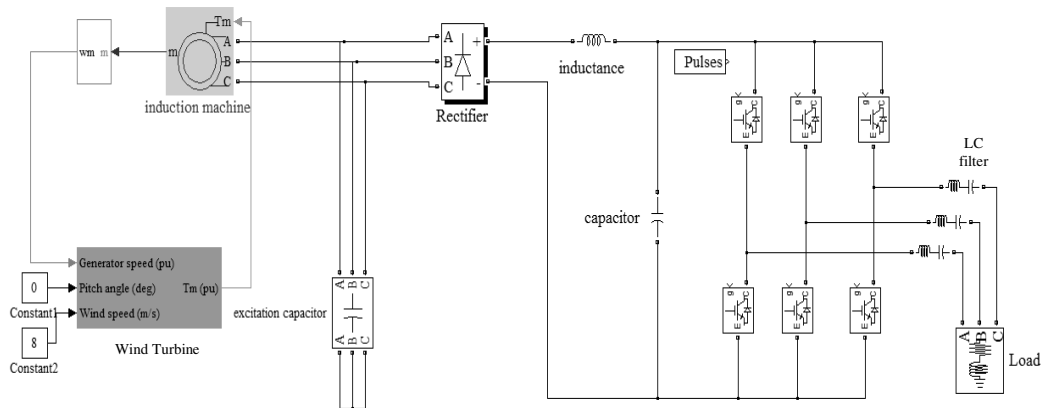 Tm
A
wm
m
m
B
C
induction machine
A
B
C
+
-
Rectifier
inductance
Pulses
g
C
E
g
C
E
g
C
E
LC
filter
capacitor
Generator speed (pu)
Pitch angle (deg)
Tm (pu)
Wind speed (m/s)
0
Constant1
8
Constant2
Wind Turbine
excitation capacitor
A
B
C
A
B
C
g
C
E
g
C
E
g
C
E
A
B
C
Load